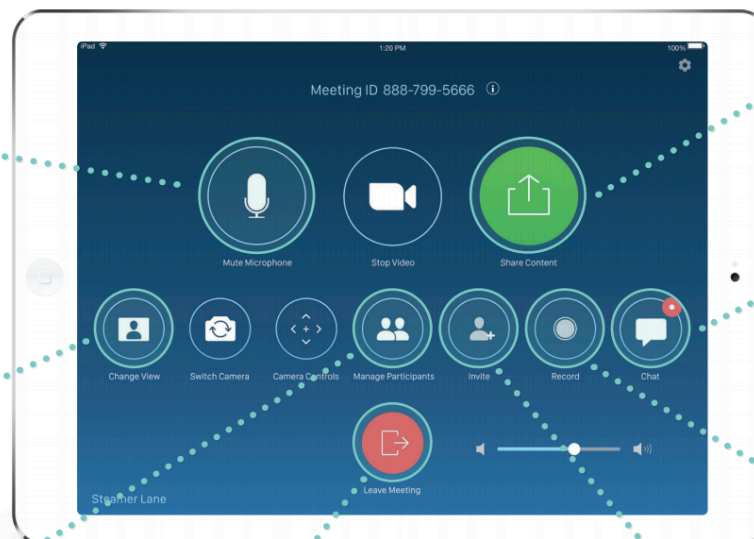 iPad
1:20 PM
100%
Meeting ID 888-799-5666
Mute Microphone
Stop Video
Share Content
Change View
Switch Camera
Camera Controls
Manage Participants
Invite
Record
Chat
Leave Meeting
Steamer Lane